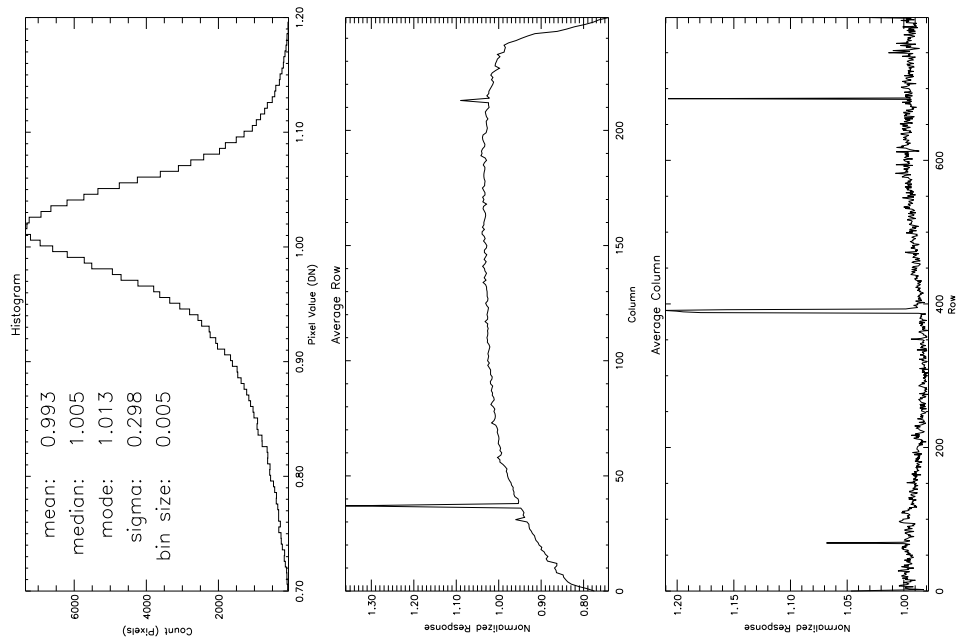 Histogram
mean: 0.993
median: 1.005
mode: 1.013
sigma: 0.298
bin size: 0.005
Count (Pixels)
6000
4000
2000
0.70
0.80
0.90
1.00
1.10
1.20
Pixel Value (DN)
Average Row
Normalized Response
1.30
1.20
1.10
1.00
0.90
0.80
0
50
100
150
200
Column
Average Column
Normalized Response
1.20
1.15
1.10
1.05
1.00
0
200
400
600
Row